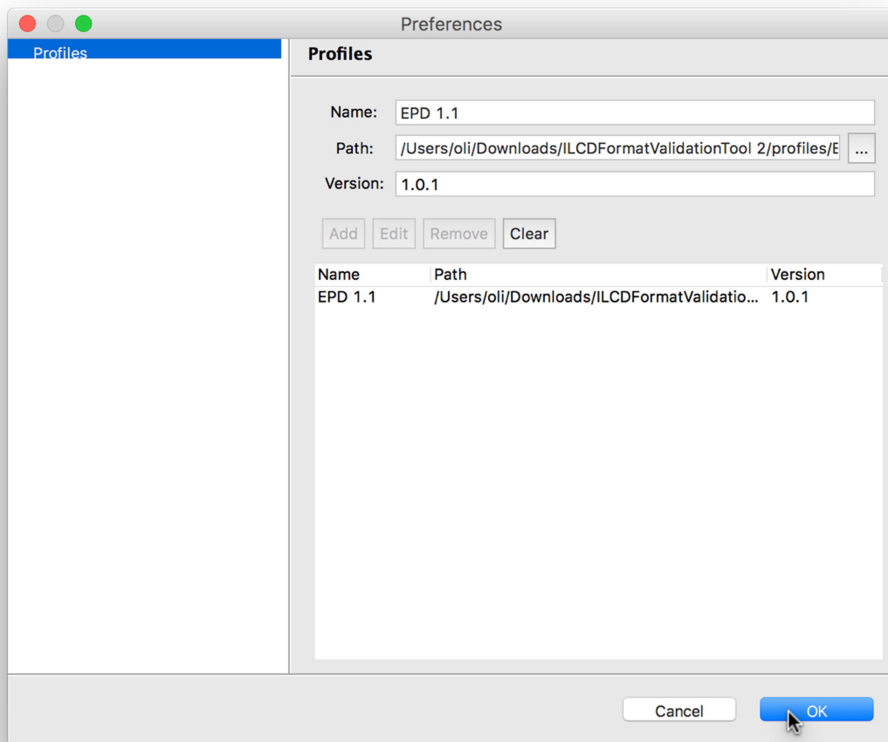 Preferences
Profiles
Profiles
Name: EPD 1.1
Path: /Users/oli/Downloads/ILCDFormatValidationTool 2/profiles/E ...
Version: 1.0.1
Add Edit Remove Clear
Name Path Version
EPD 1.1 /Users/oli/Downloads/ILCDFormatValidatio... 1.0.1
Cancel OK